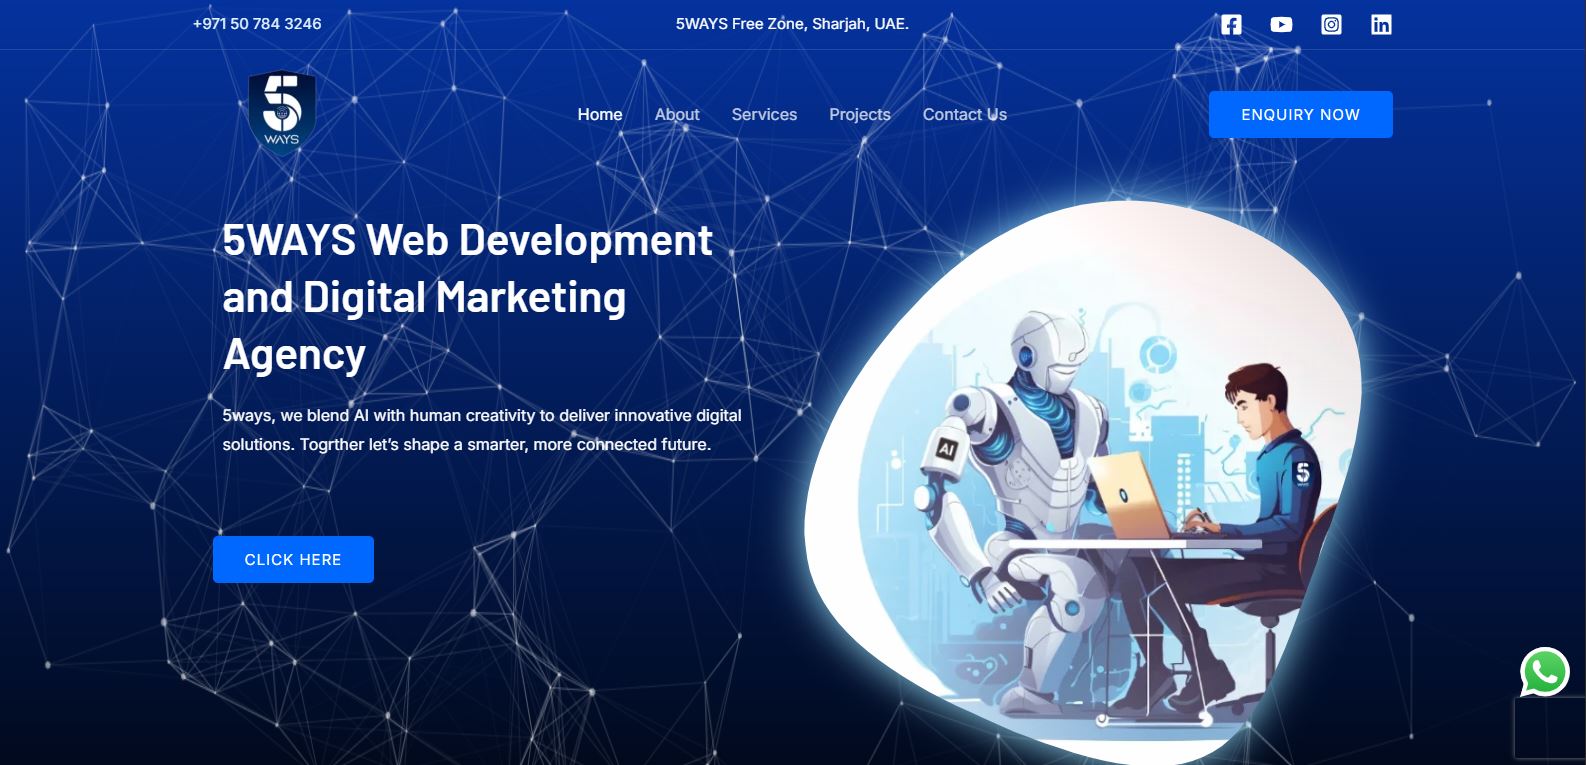 +971 50 784 3246
5WAYS Free Zone, Sharjah, UAE.
5
WAYS
Home
About
Services
Projects
Contact Us
ENQUIRY NOW
5WAYS Web Development
and Digital Marketing
Agency
5ways, we blend AI with human creativity to deliver innovative digital
solutions. Togrther let’s shape a smarter, more connected future.
CLICK HERE
AI
5